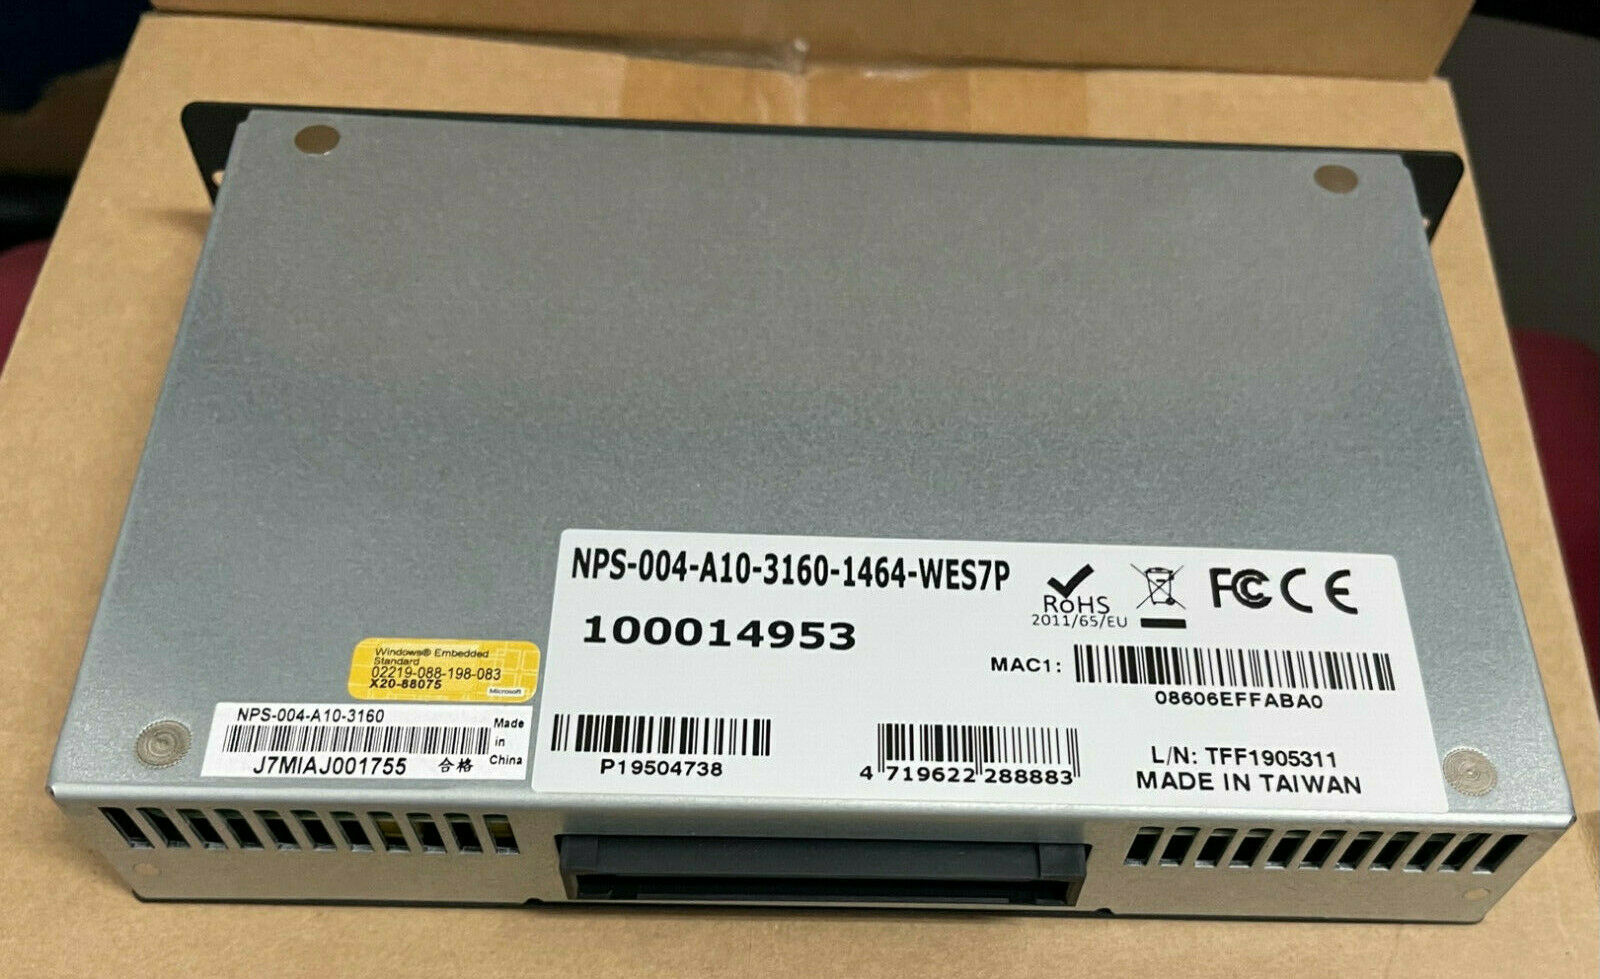 NPS-004-A10-3160-1464-WES7P
100014953
RoHS
2011/65/EU
FC CE
MAC1:
08606EFFABA0
P19504738
4 719622 288883
L/N: TFF1905311
MADE IN TAIWAN
Windows® Embedded
Standard
02219-088-198-083
X20-88075
Microsoft
NPS-004-A10-3160
J7MIAJ001755 合格
Made
in
China